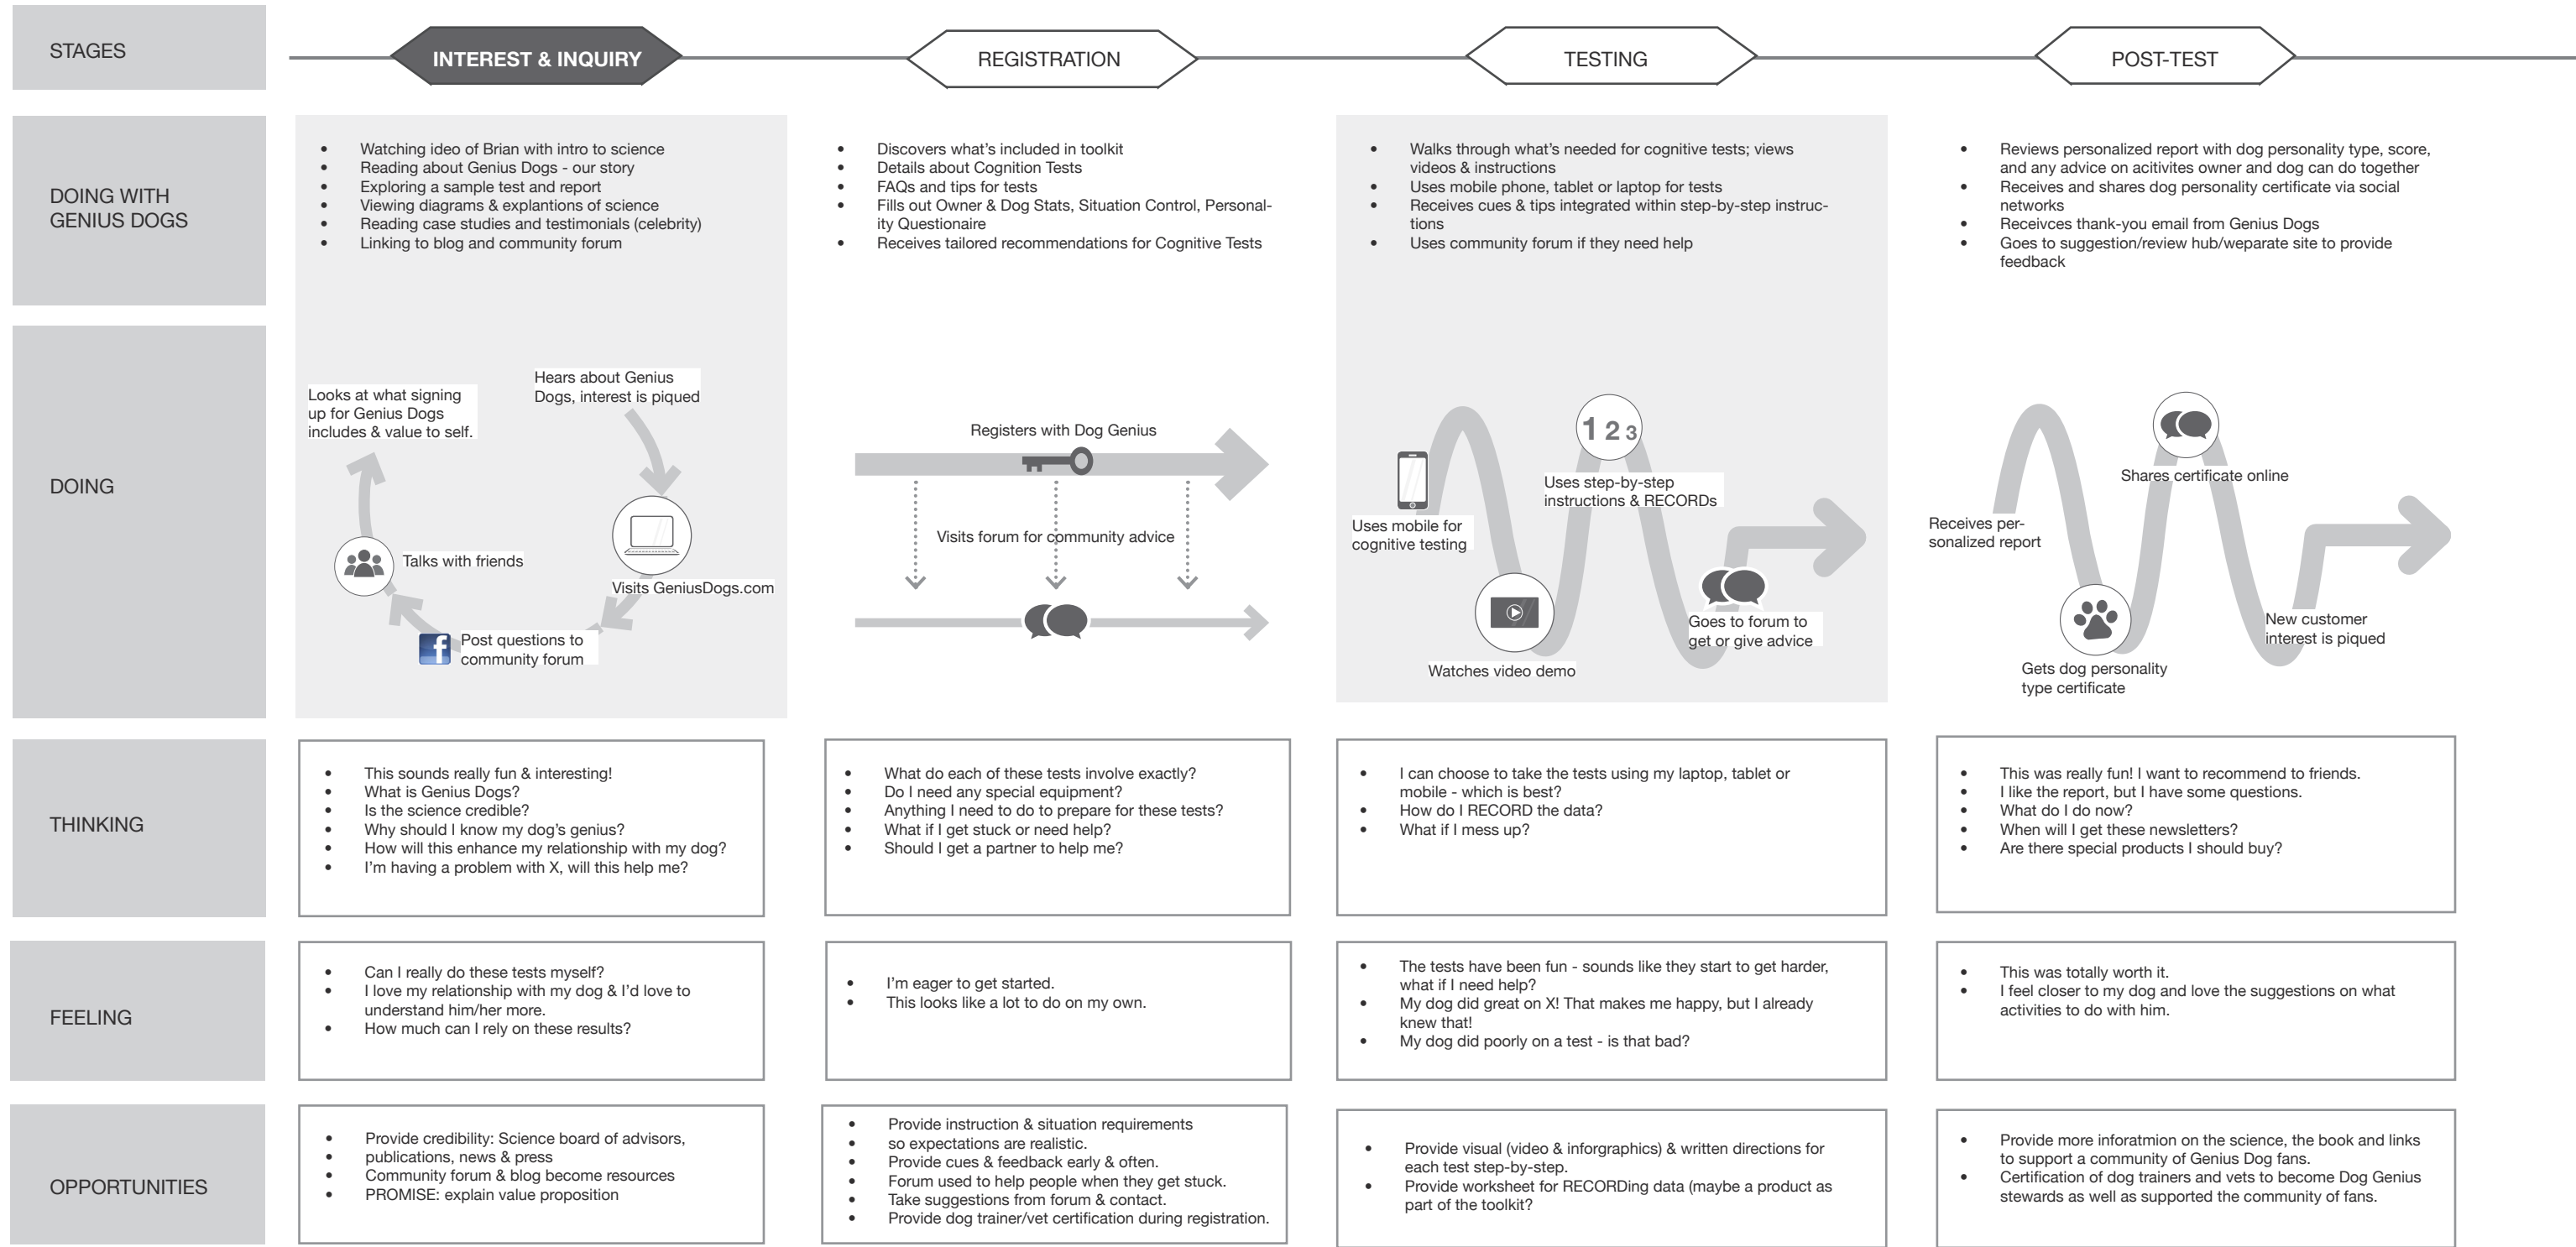 STAGES
INTEREST & INQUIRY
REGISTRATION
TESTING
POST-TEST
DOING WITH
GENIUS DOGS
• Watching ideo of Brian with intro to science
• Reading about Genius Dogs - our story
• Exploring a sample test and report
• Viewing diagrams & explantions of science
• Reading case studies and testimonials (celebrity)
• Linking to blog and community forum
• Discovers what's included in toolkit
• Details about Cognition Tests
• FAQs and tips for tests
• Fills out Owner & Dog Stats, Situation Control, Personal-
ity Questionaire
• Receives tailored recommendations for Cognitive Tests
• Walks through what's needed for cognitive tests; views
videos & instructions
• Uses mobile phone, tablet or laptop for tests
• Receives cues & tips integrated within step-by-step instruc-
tions
• Uses community forum if they need help
• Reviews personalized report with dog personality type, score,
and any advice on acitivites owner and dog can do together
• Receives and shares dog personality certificate via social
networks
• Receivces thank-you email from Genius Dogs
• Goes to suggestion/review hub/weparate site to provide
feedback
DOING
Looks at what signing
up for Genius Dogs
includes & value to self.
Hears about Genius
Dogs, interest is piqued
Talks with friends
Visits GeniusDogs.com
f
Post questions to
community forum
Registers with Dog Genius
Visits forum for community advice
1 2 3
Uses step-by-step
instructions & RECORDs
Uses mobile for
cognitive testing
Goes to forum to
get or give advice
Watches video demo
Shares certificate online
Receives per-
sonalized report
New customer
interest is piqued
Gets dog personality
type certificate
THINKING
• This sounds really fun & interesting!
• What is Genius Dogs?
• Is the science credible?
• Why should I know my dog's genius?
• How will this enhance my relationship with my dog?
• I'm having a problem with X, will this help me?
• What do each of these tests involve exactly?
• Do I need any special equipment?
• Anything I need to do to prepare for these tests?
• What if I get stuck or need help?
• Should I get a partner to help me?
• I can choose to take the tests using my laptop, tablet or
mobile - which is best?
• How do I RECORD the data?
• What if I mess up?
• This was really fun! I want to recommend to friends.
• I like the report, but I have some questions.
• What do I do now?
• When will I get these newsletters?
• Are there special products I should buy?
FEELING
• Can I really do these tests myself?
• I love my relationship with my dog & I'd love to
understand him/her more.
• How much can I rely on these results?
• I'm eager to get started.
• This looks like a lot to do on my own.
• The tests have been fun - sounds like they start to get harder,
what if I need help?
• My dog did great on X! That makes me happy, but I already
knew that!
• My dog did poorly on a test - is that bad?
• This was totally worth it.
• I feel closer to my dog and love the suggestions on what
activities to do with him.
OPPORTUNITIES
• Provide credibility: Science board of advisors,
• publications, news & press
• Community forum & blog become resources
• PROMISE: explain value proposition
• Provide instruction & situation requirements
• so expectations are realistic.
• Provide cues & feedback early & often.
• Forum used to help people when they get stuck.
• Take suggestions from forum & contact.
• Provide dog trainer/vet certification during registration.
• Provide visual (video & inforgraphics) & written directions for
each test step-by-step.
• Provide worksheet for RECORDing data (maybe a product as
part of the toolkit?
• Provide more inforatmion on the science, the book and links
to support a community of Genius Dog fans.
• Certification of dog trainers and vets to become Dog Genius
stewards as well as supported the community of fans.